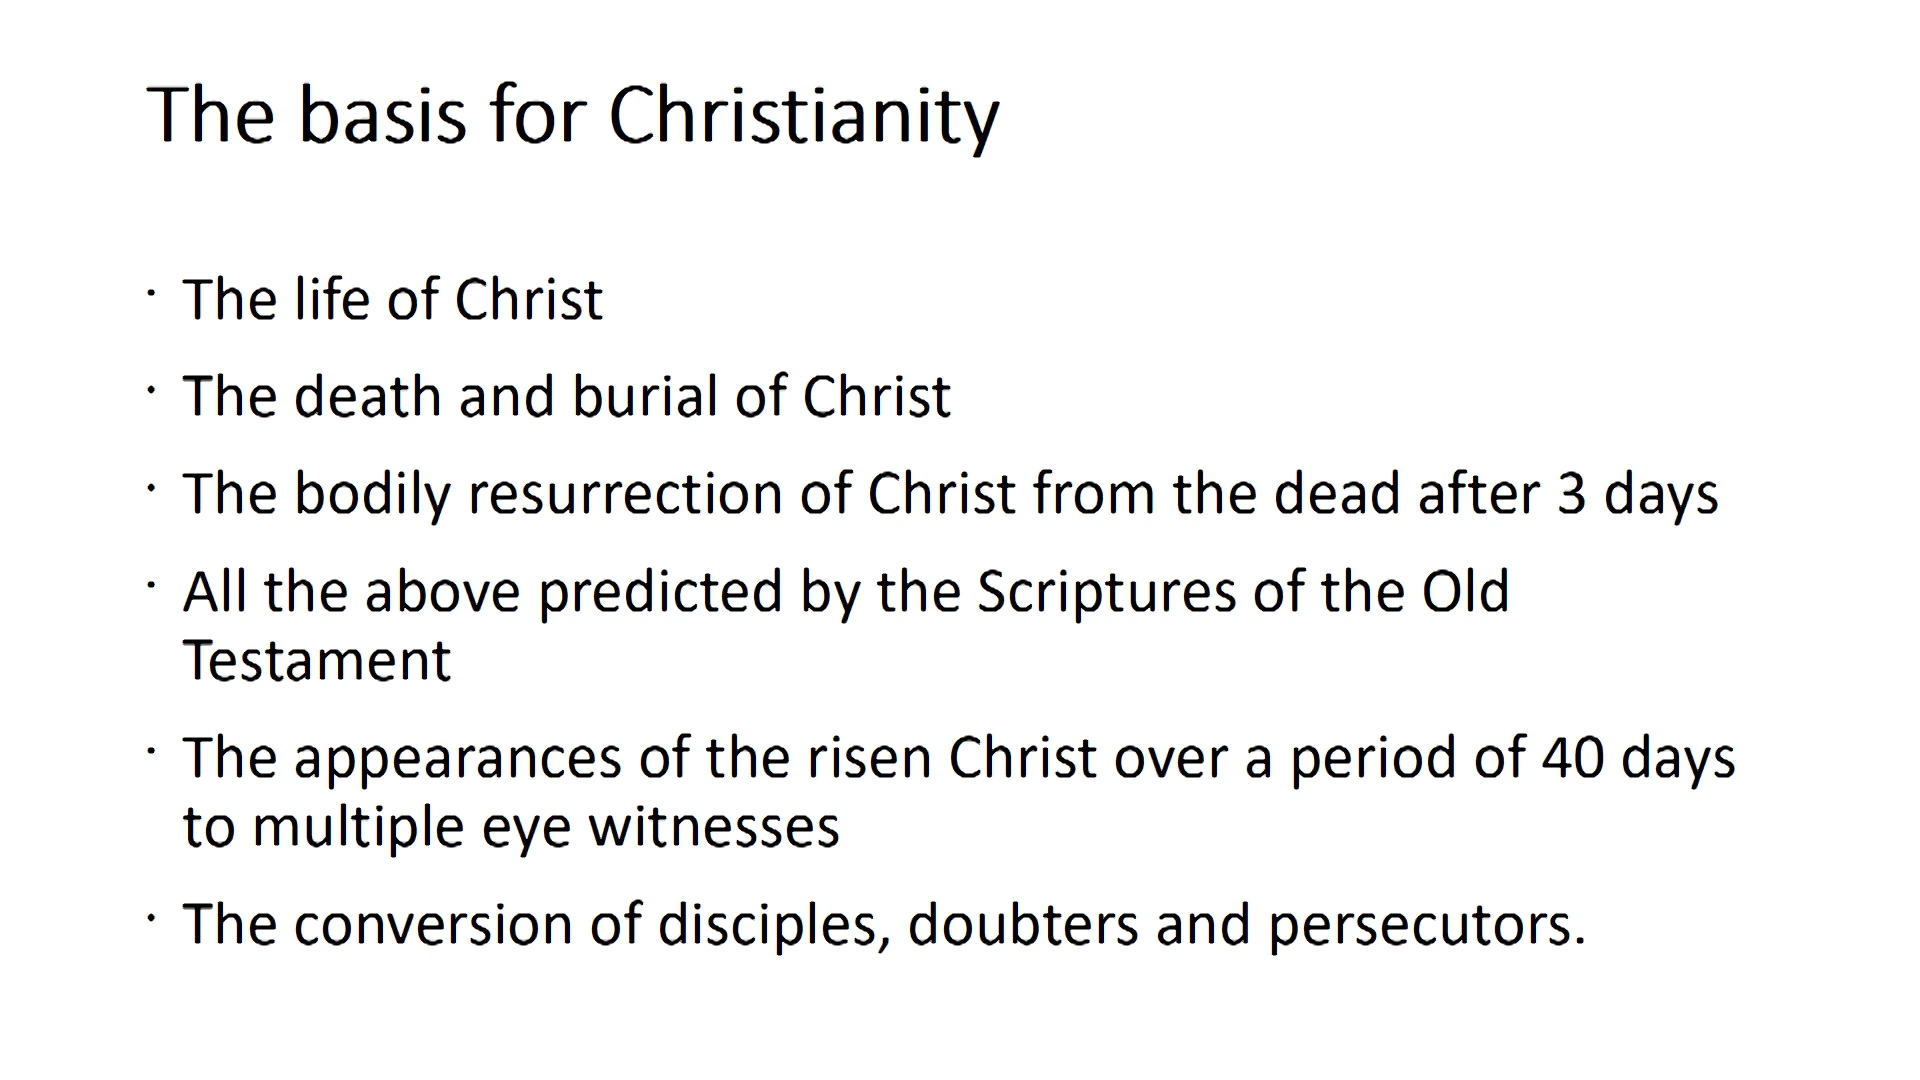 The basis for Christianity
· The life of Christ
· The death and burial of Christ
· The bodily resurrection of Christ from the dead after 3 days
· All the above predicted by the Scriptures of the Old
Testament
· The appearances of the risen Christ over a period of 40 days
to multiple eye witnesses
· The conversion of disciples, doubters and persecutors.